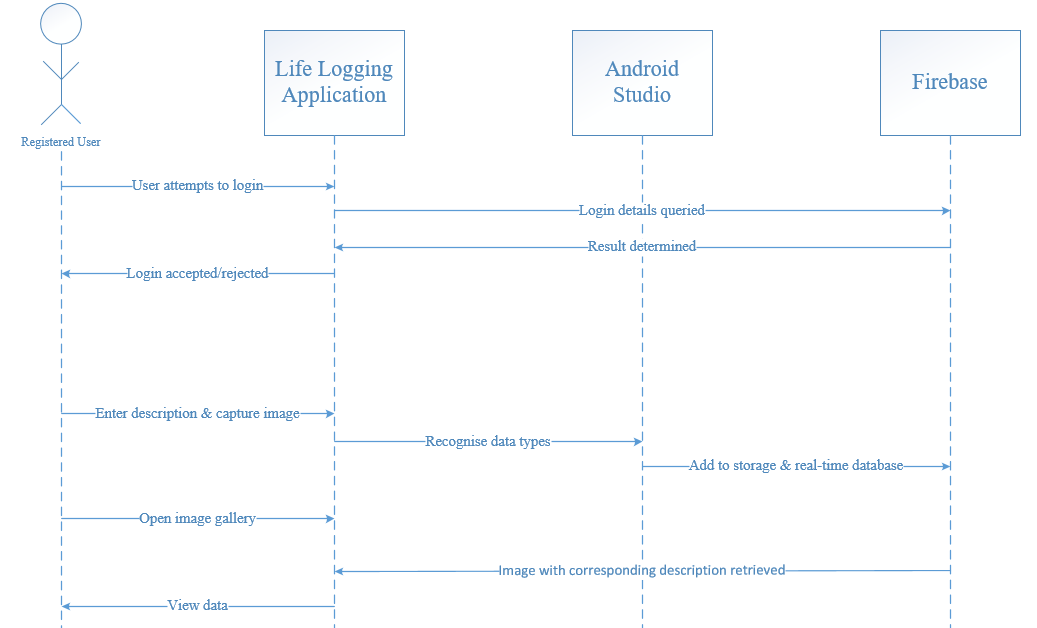 Life Logging
Application
Android
Studio
Firebase
Registered User
User attempts to login
Login details queried
Result determined
Login accepted/rejected
Enter description & capture image
Recognise data types
Add to storage & real-time database
Open image gallery
Image with corresponding description retrieved
View data